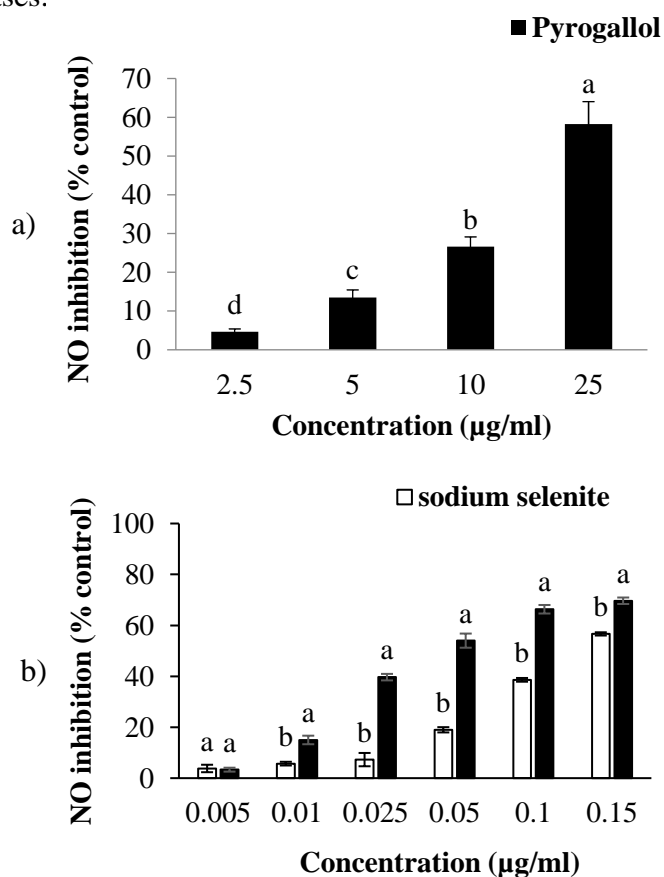 ases.
■ Pyrogallol
a)
NO inhibition (% control)
70
60
50
40
30
20
10
0
d
c
b
a
2.5 5 10 25
Concentration (µg/ml)
□ sodium selenite
b)
NO inhibition (% control)
100
80
60
40
20
0
a a b a b a b a b a b a
0.005 0.01 0.025 0.05 0.1 0.15
Concentration (µg/ml)